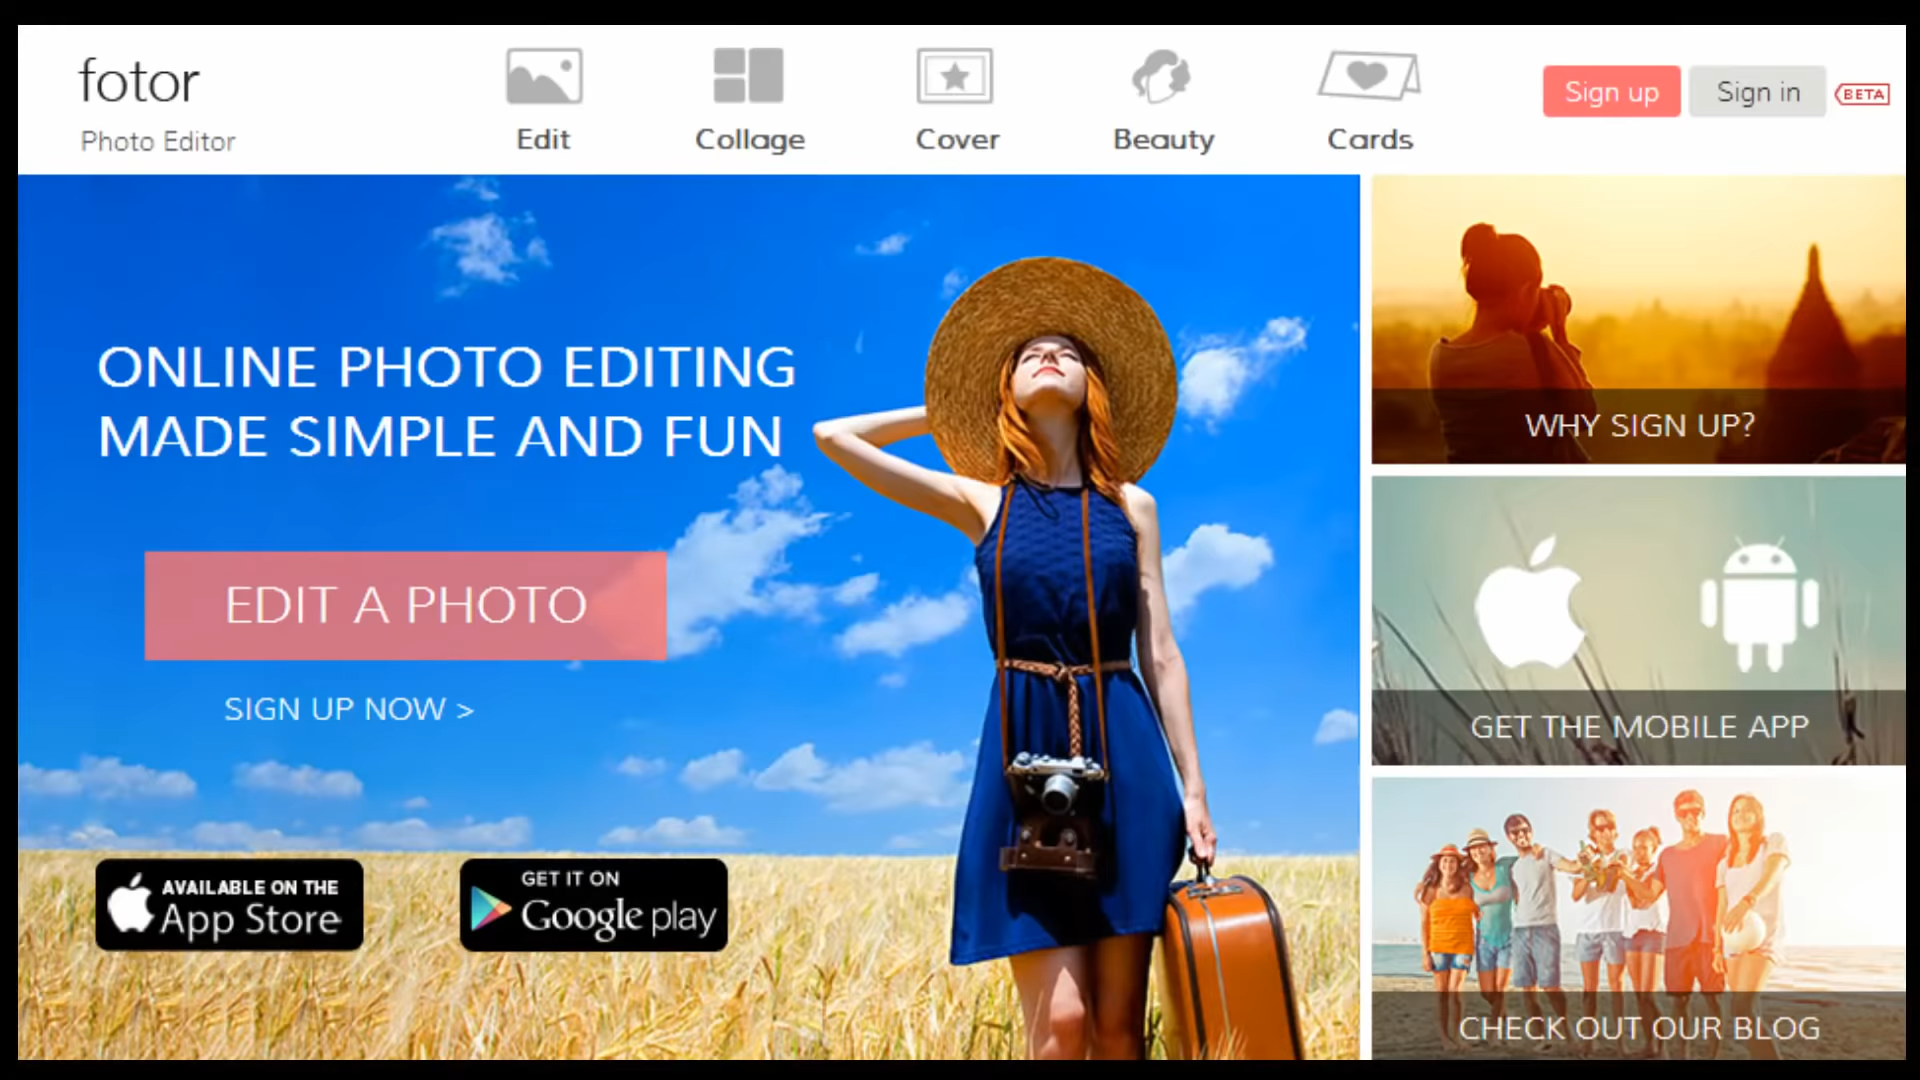 fotor
Photo Editor
Edit
Collage
Cover
Beauty
Cards
Sign up
Sign in
BETA
ONLINE PHOTO EDITING
MADE SIMPLE AND FUN
EDIT A PHOTO
SIGN UP NOW >
AVAILABLE ON THE
App Store
GET IT ON
Google play
WHY SIGN UP?
GET THE MOBILE APP
CHECK OUT OUR BLOG